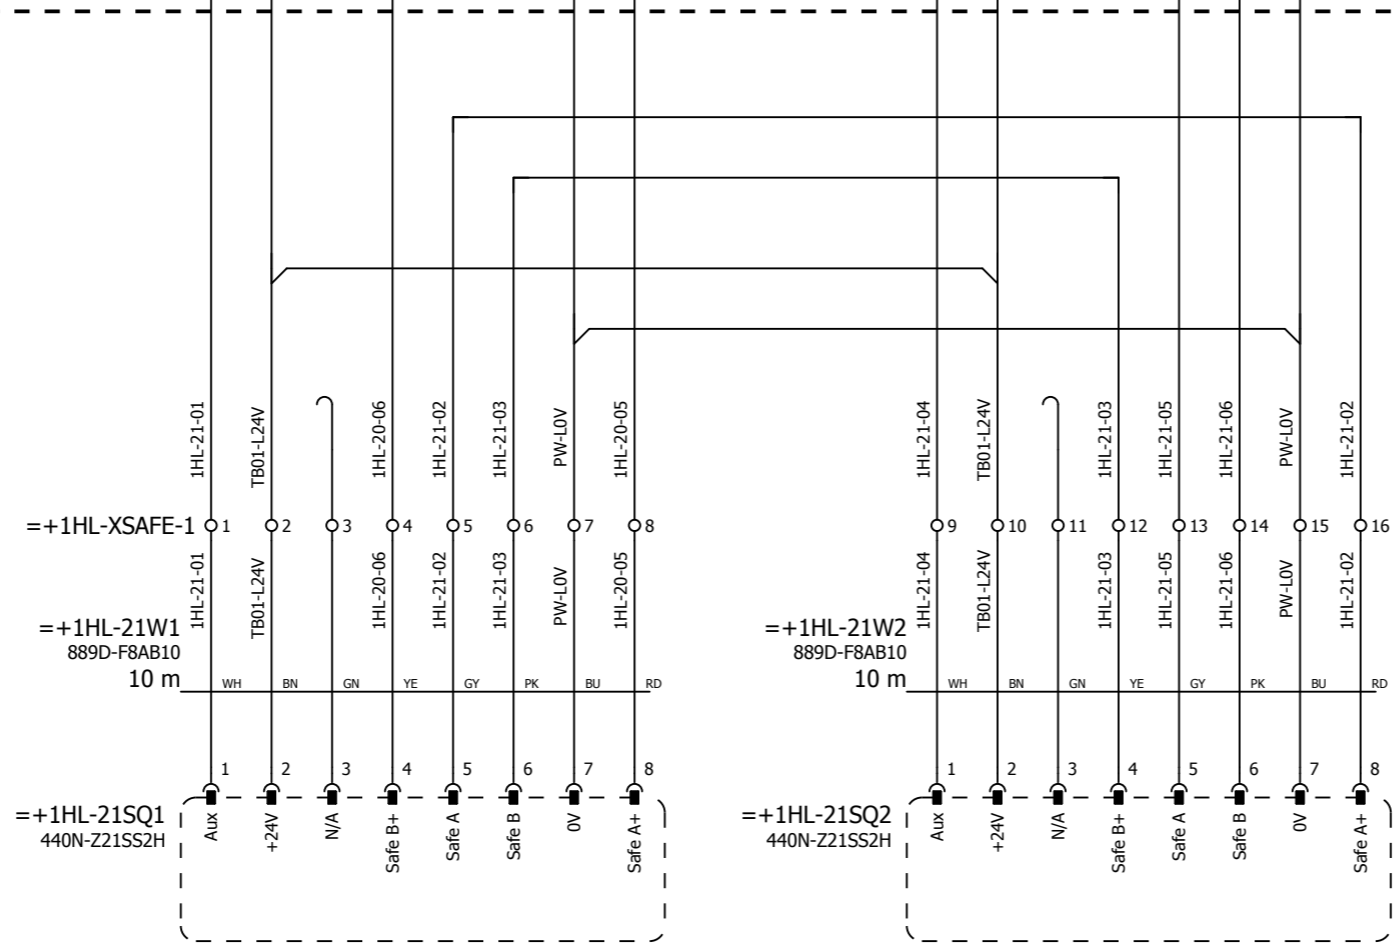 1HL-21-01 TB01-L24V 1HL-20-06 1HL-21-02 1HL-21-03 PW-L0V 1HL-20-05 1HL-21-04 TB01-L24V 1HL-21-03 1HL-21-05 1HL-21-06 PW-L0V 1HL-21-02
=+1HL-XSAFE-1 1 2 3 4 5 6 7 8 9 10 11 12 13 14 15 16
1HL-21-01 TB01-L24V 1HL-20-06 1HL-21-02 1HL-21-03 PW-L0V 1HL-20-05 1HL-21-04 TB01-L24V 1HL-21-03 1HL-21-05 1HL-21-06 PW-L0V 1HL-21-02
=+1HL-21W1 =+1HL-21W2
889D-F8AB10 889D-F8AB10
10 m WH BN GN YE GY PK BU RD 10 m WH BN GN YE GY PK BU RD
1 2 3 4 5 6 7 8 1 2 3 4 5 6 7 8
=+1HL-21SQ1 =+1HL-21SQ2
440N-Z21SS2H 440N-Z21SS2H
Aux +24V N/A Safe B+ Safe A Safe B 0V Safe A+ Aux +24V N/A Safe B+ Safe A Safe B 0V Safe A+